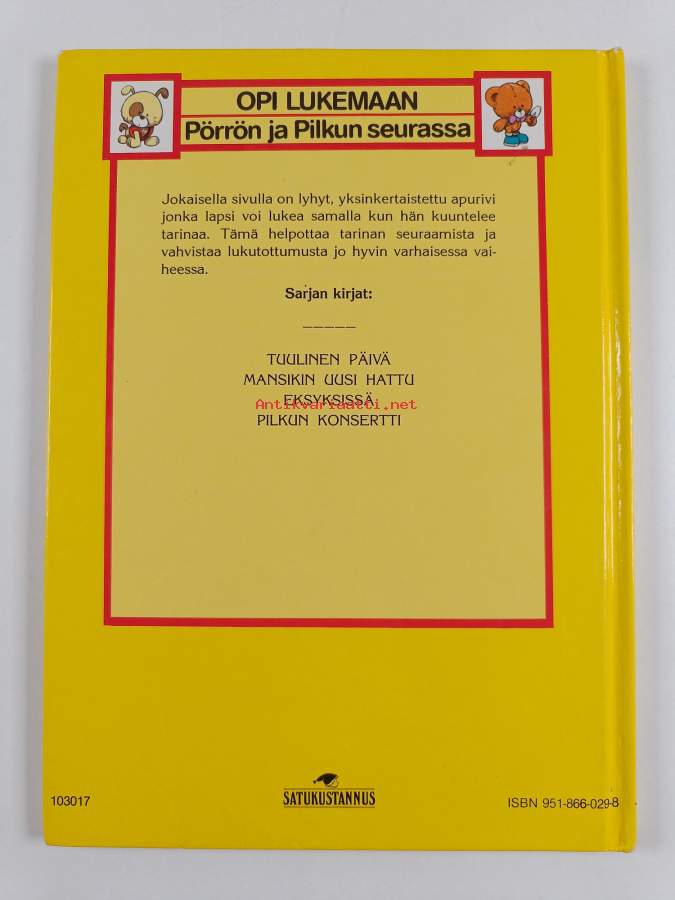 OPI LUKEMAAN
Pörrön ja Pilkun seurassa
Jokaisella sivulla on lyhyt, yksinkertaistettu apurivi
jonka lapsi voi lukea samalla kun hän kuuntelee
tarinaa. Tämä helpottaa tarinan seuraamista ja
vahvistaa lukutottumusta jo hyvin varhaisessa vai-
heessa.
Sarjan kirjat:
–––––
TUULINEN PÄIVÄ
MANSIKIN UUSI HATTU
EKSYKSISSÄ
Antikvariaatti.net
PILKUN KONSERTTI
103017
SATUKUSTANNUS
ISBN 951-866-029-8